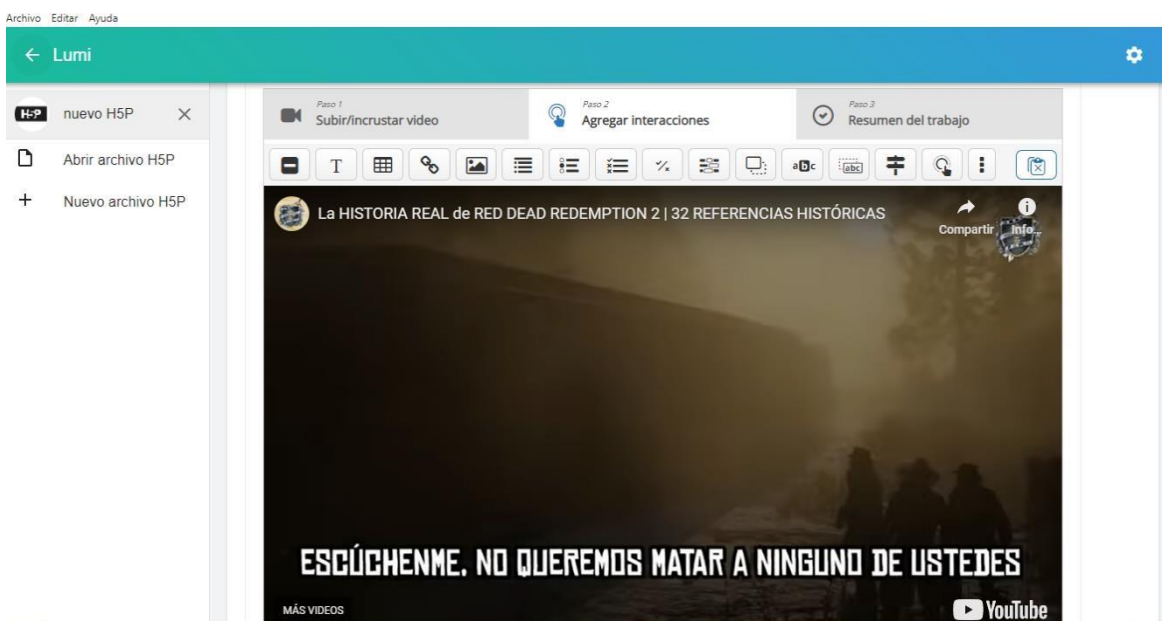 Archivo Editar Ayuda
Lumi
H-P nuevo H5P
Abrir archivo H5P
Nuevo archivo H5P
Paso 1
Subir/incrustar video
Paso 2
Agregar interacciones
Paso 3
Resumen del trabajo
T
abc
abc
La HISTORIA REAL de RED DEAD REDEMPTION 2 | 32 REFERENCIAS HISTÓRICAS
Compartir
Info...
ESCÚCHENME, NO QUEREMOS MATAR A NINGUNO DE USTEDES
MÁS VIDEOS
YouTube